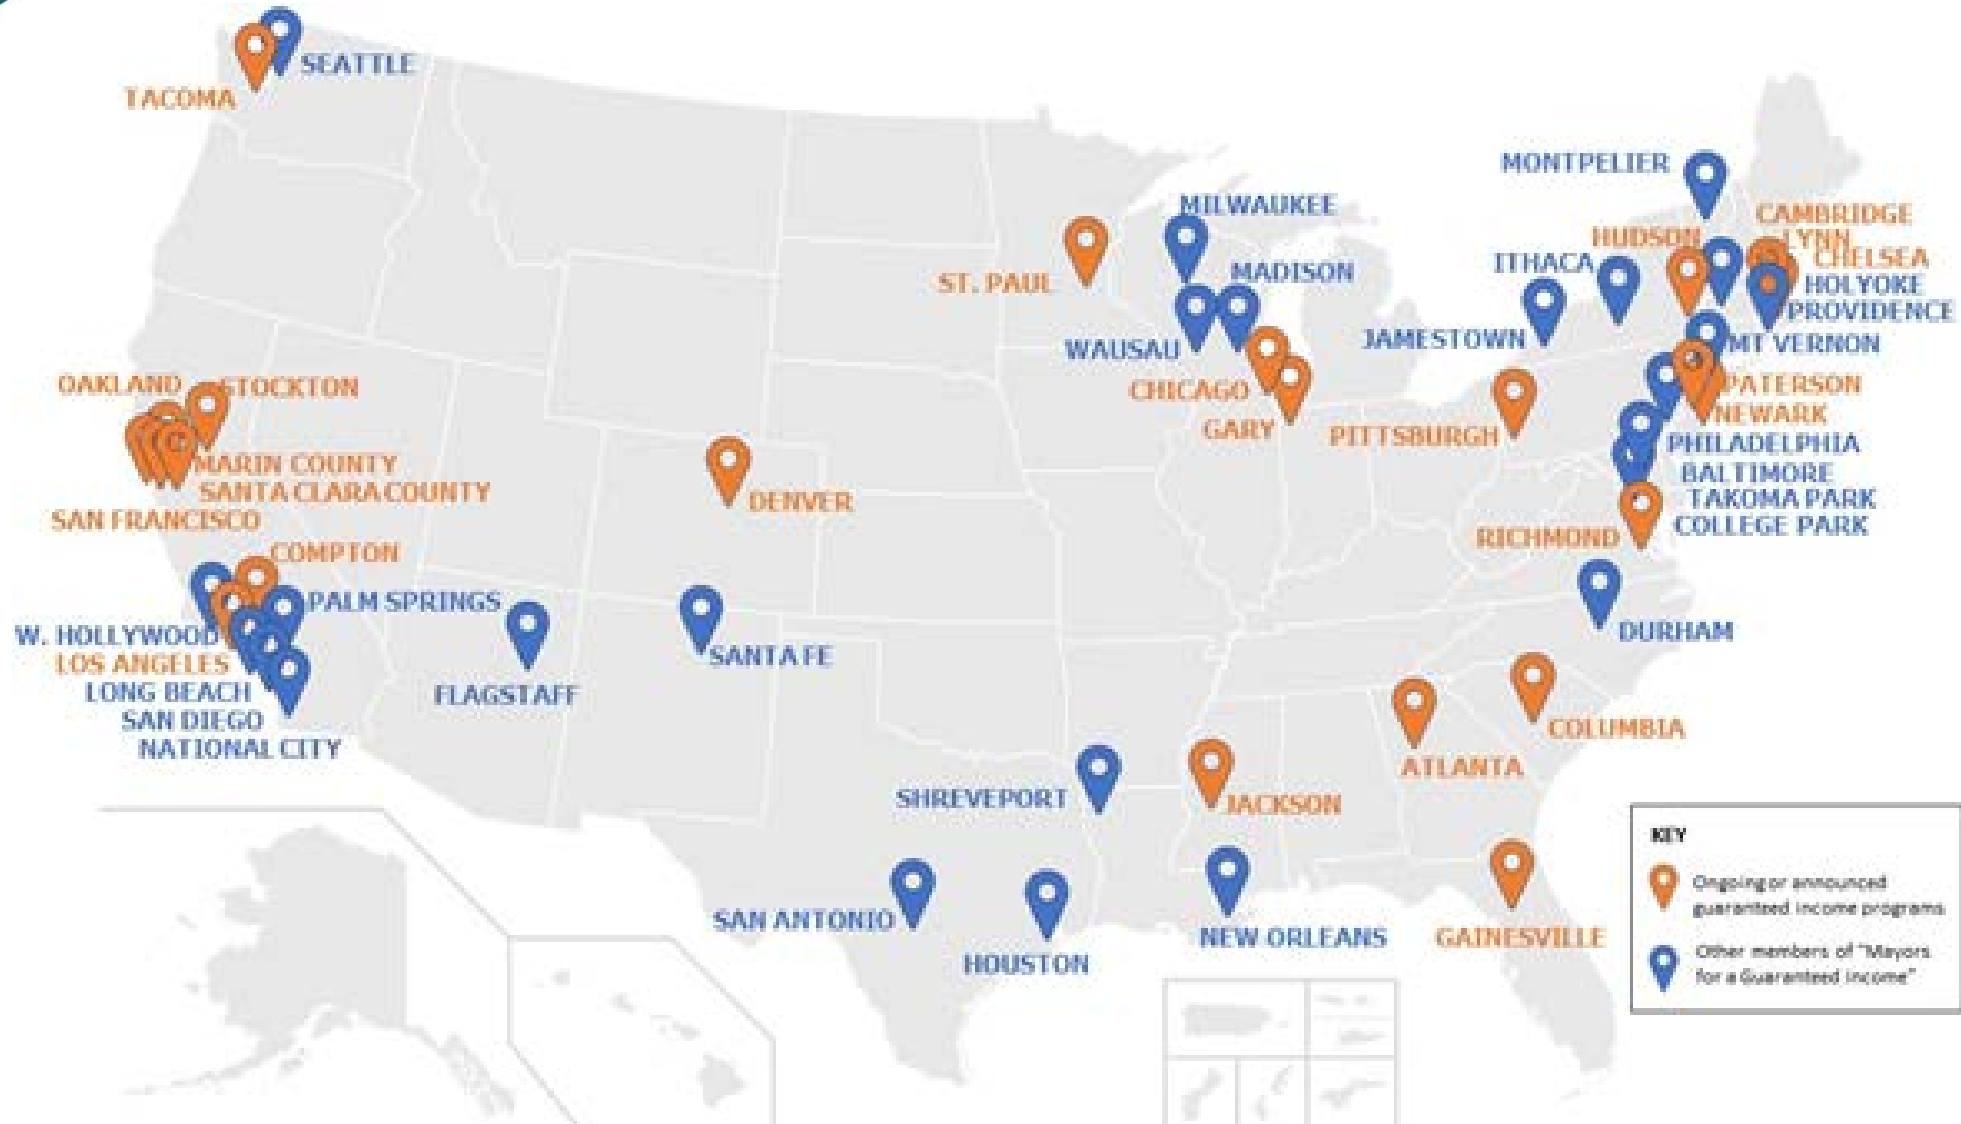 SEATTLE
TACOMA
MONTPELIER
MILWAUKEE
CAMBRIDGE
HUDSON
LYNN
CHELSEA
ITHACA
MADISON
ST. PAUL
HOLYOKE
PROVIDENCE
JAMESTOWN
MT VERNON
WAUSAU
OAKLAND
STOCKTON
CHICAGO
PATERSON
NEWARK
GARY
PITTSBURGH
PHILADELPHIA
MARIN COUNTY
BALTIMORE
SANTA CLARA COUNTY
DENVER
TAKOMA PARK
SAN FRANCISCO
COLLEGE PARK
RICHMOND
COMPTON
PALM SPRINGS
W. HOLLYWOOD
DURHAM
SANTA FE
LOS ANGELES
LONG BEACH
FLAGSTAFF
SAN DIEGO
COLUMBIA
NATIONAL CITY
ATLANTA
SHREVEPORT
JACKSON
SAN ANTONIO
NEW ORLEANS
GAINESVILLE
HOUSTON
KEY
Ongoing or announced
guaranteed income programs
Other members of "Mayors
for a Guaranteed Income"